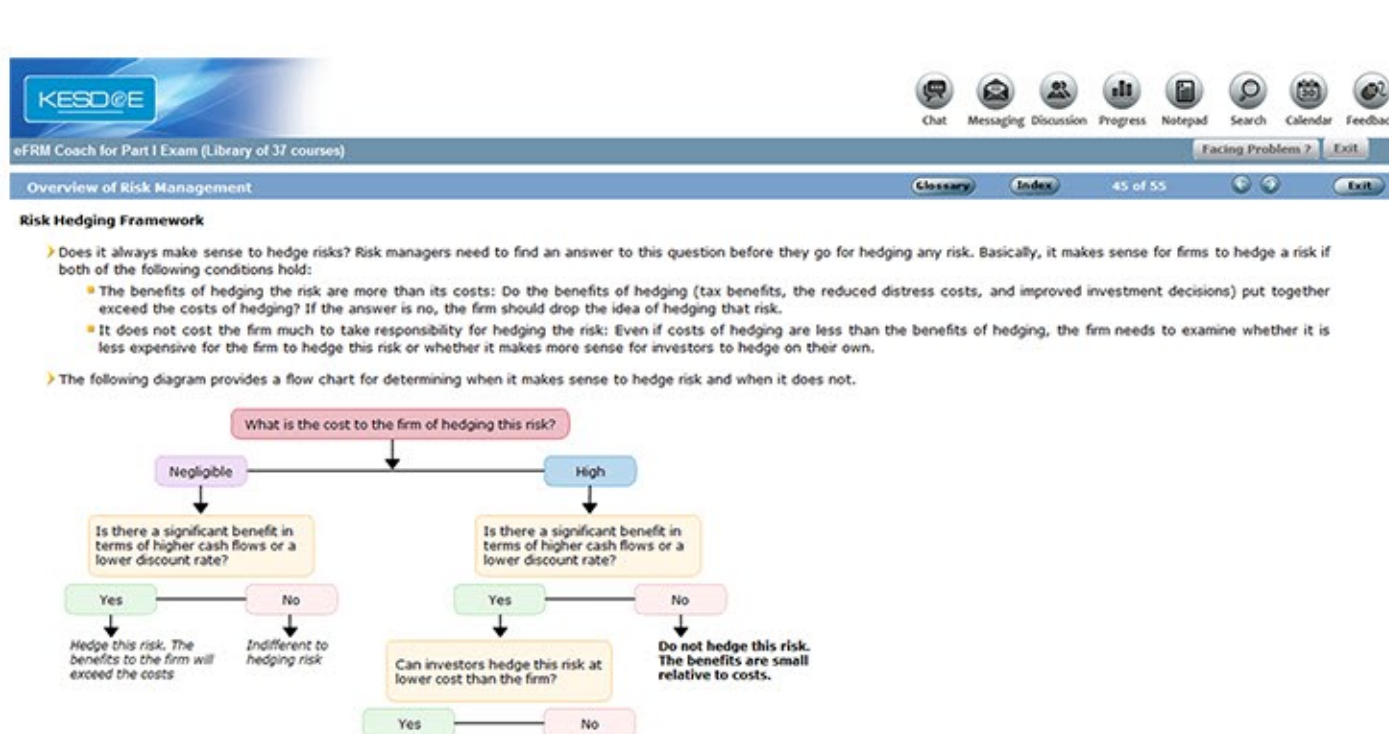 KESD@E
Chat Messaging Discussion Progress Notepad Search Calendar Feedbac
eFRM Coach for Part I Exam (Library of 37 courses)
Facing Problem ? Exit
Overview of Risk Management
Glossary Index 45 of 55 Exit
Risk Hedging Framework
Does it always make sense to hedge risks? Risk managers need to find an answer to this question before they go for hedging any risk. Basically, it makes sense for firms to hedge a risk if
both of the following conditions hold:
The benefits of hedging the risk are more than its costs: Do the benefits of hedging (tax benefits, the reduced distress costs, and improved investment decisions) put together
exceed the costs of hedging? If the answer is no, the firm should drop the idea of hedging that risk.
It does not cost the firm much to take responsibility for hedging the risk: Even if costs of hedging are less than the benefits of hedging, the firm needs to examine whether it is
less expensive for the firm to hedge this risk or whether it makes more sense for investors to hedge on their own.
The following diagram provides a flow chart for determining when it makes sense to hedge risk and when it does not.
What is the cost to the firm of hedging this risk?
Negligible
High
Is there a significant benefit in
terms of higher cash flows or a
lower discount rate?
Is there a significant benefit in
terms of higher cash flows or a
lower discount rate?
Yes
No
Yes
No
Hedge this risk. The
benefits to the firm will
exceed the costs
Indifferent to
hedging risk
Can investors hedge this risk at
lower cost than the firm?
Do not hedge this risk.
The benefits are small
relative to costs.
Yes
No